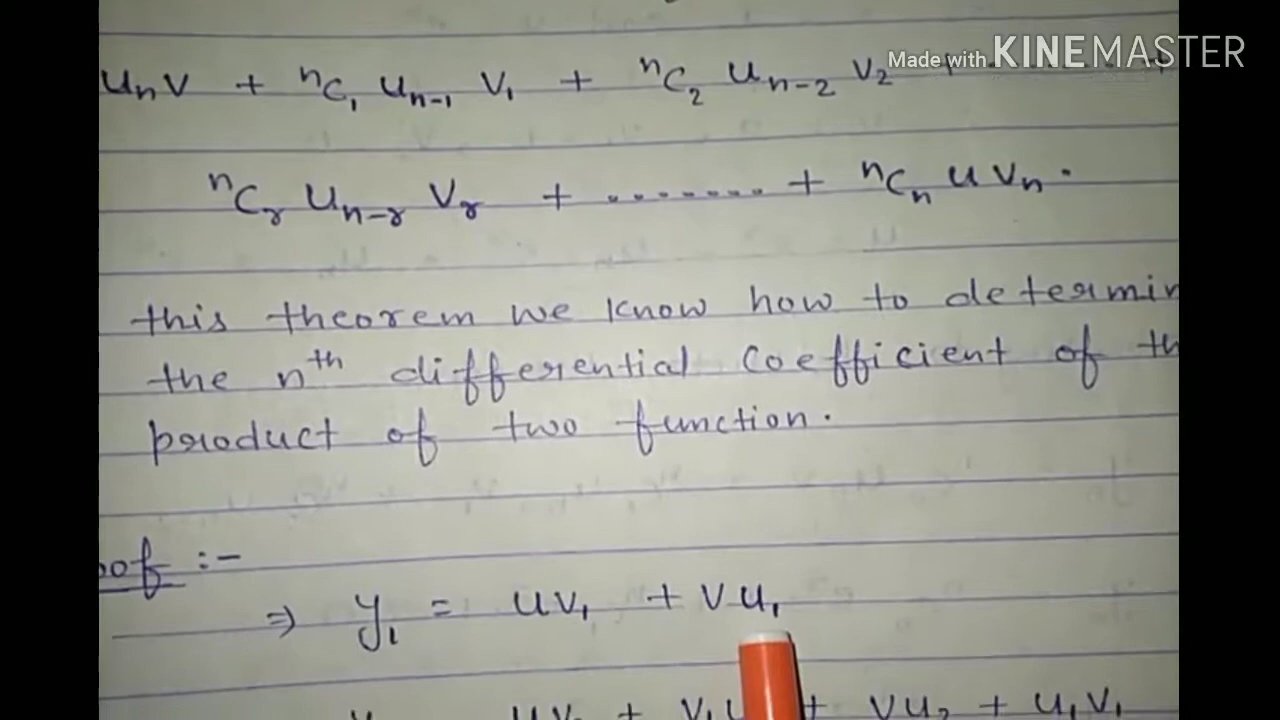 Made with KINEMASTER
uₙv + ⁿC₁ uₙ₋₁ v₁ + ⁿC₂ uₙ₋₂ v₂ +
ⁿCᵣ uₙ₋ᵣ vᵣ + ........ + ⁿCₙ u vₙ.
this theorem we know how to determin
the nᵗʰ differential coefficient of th
product of two function.
oof :-
⇒ y₁ = uv₁ + vu₁
+ vu₂ + u₁v₁